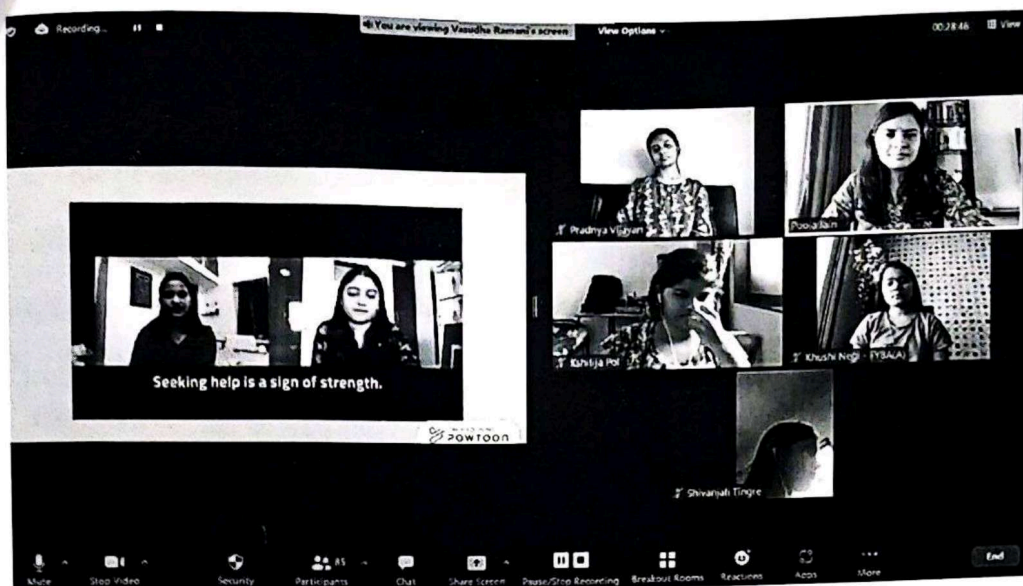 Recording...
You are viewing Vasudha Ramani's screen
View Options
00:28:46
View
Pradnya Vijayan
Pooja Jain
Kshitija Pol
Khushi Negi - FYBA(A)
Shivanjali Tingre
Seeking help is a sign of strength.
POWTOON
Mute
Stop Video
Security
Participants
85
Chat
Share Screen
Pause/Stop Recording
Breakout Rooms
Reactions
Apps
More
End